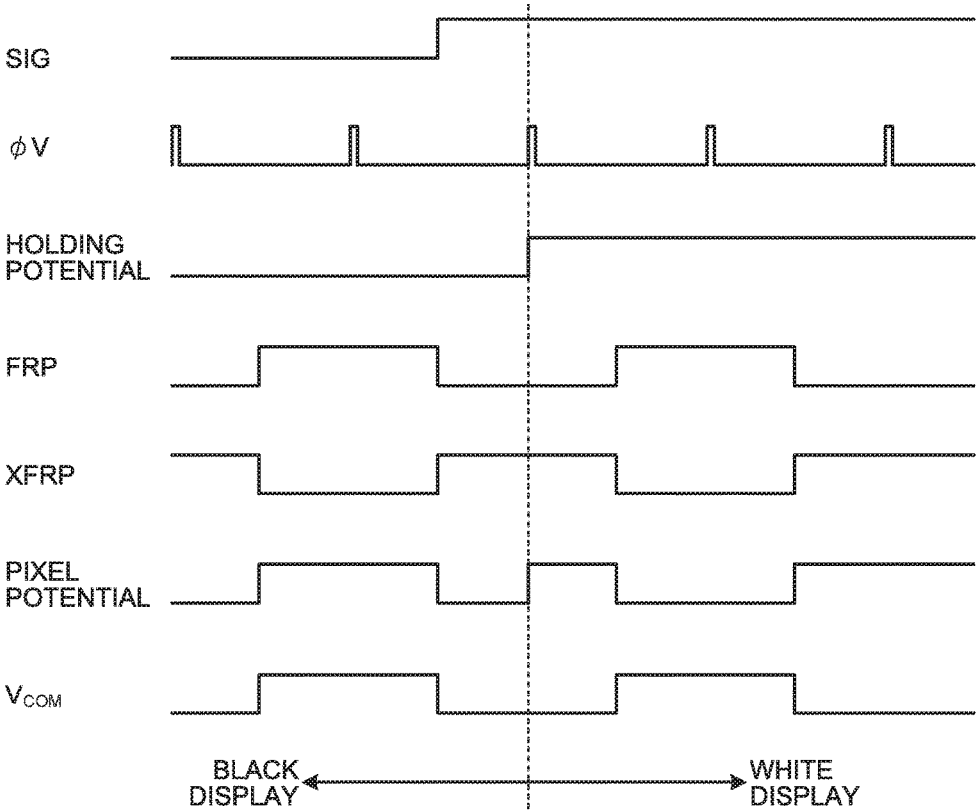 SIG
ϕV
HOLDING
POTENTIAL
FRP
XFRP
PIXEL
POTENTIAL
VCOM
BLACK
DISPLAY
WHITE
DISPLAY